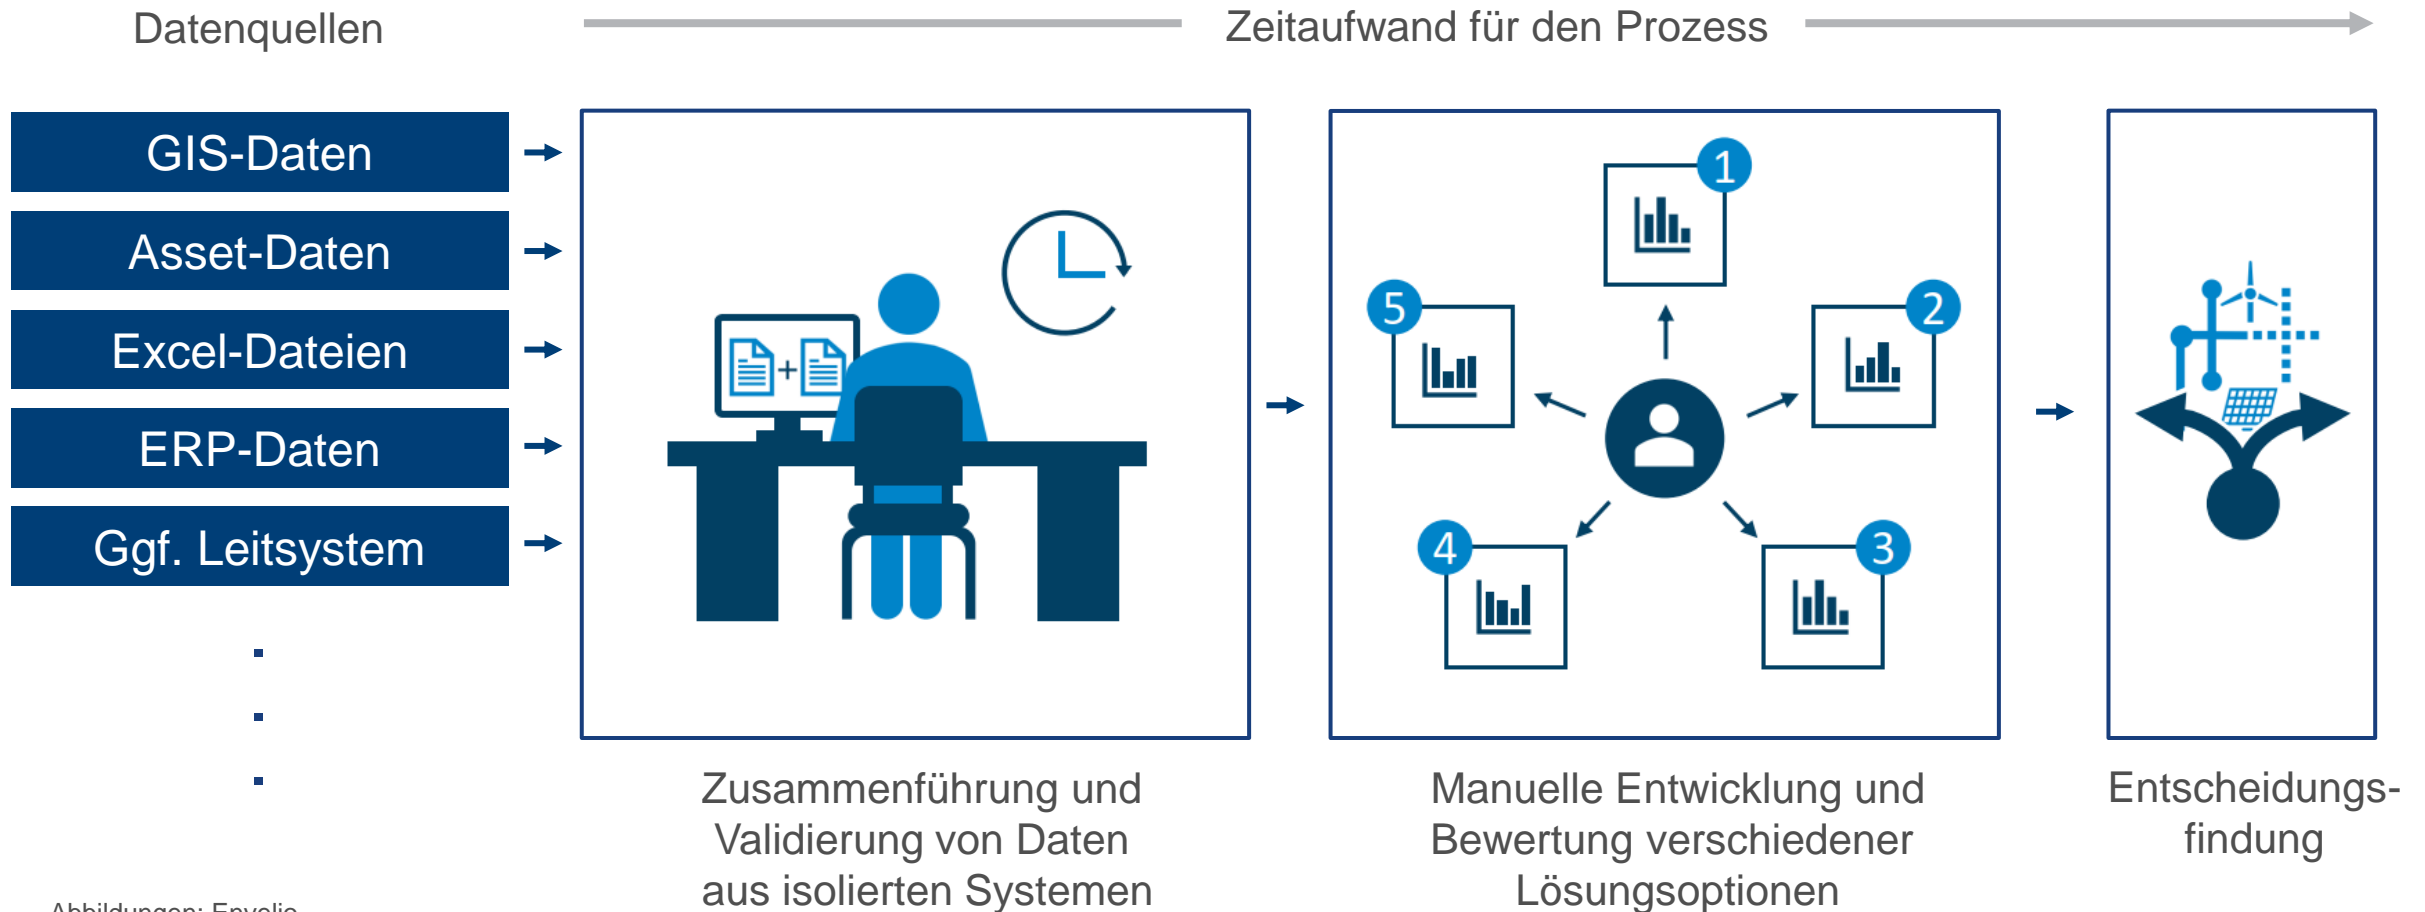 Datenquellen
Zeitaufwand für den Prozess
GIS-Daten
Asset-Daten
Excel-Dateien
ERP-Daten
Ggf. Leitsystem
1
2
3
4
5
Zusammenführung und
Validierung von Daten
aus isolierten Systemen
Manuelle Entwicklung und
Bewertung verschiedener
Lösungsoptionen
Entscheidungs-
findung
Abbildungen: Envelio